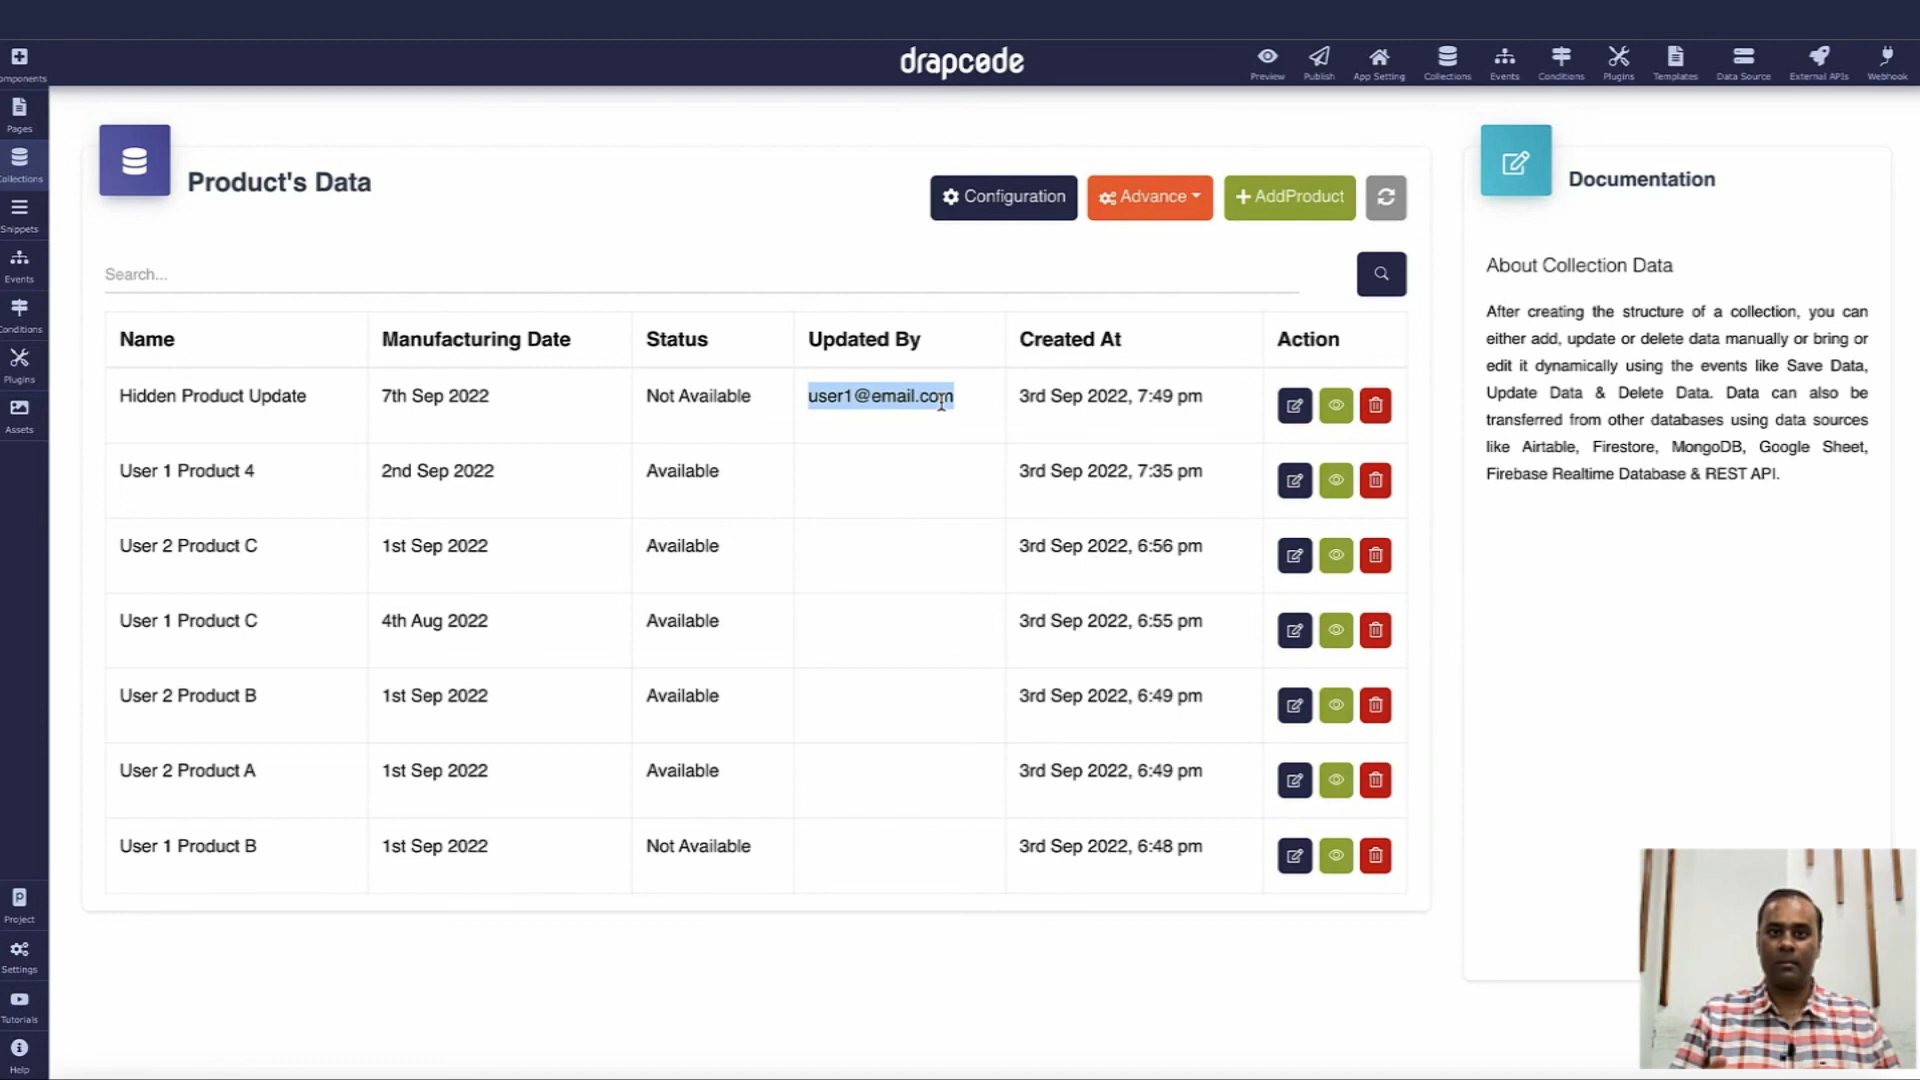 drapcode
Preview
Publish
App Setting
Collections
Events
Conditions
Plugins
Templates
Data Source
External APIs
Webhook
omponents
Pages
ollections
Snippets
Events
onditions
Plugins
Assets
Project
Settings
Tutorials
Help
Product's Data
Configuration
Advance
AddProduct
Search...
Name Manufacturing Date Status Updated By Created At Action
Hidden Product Update 7th Sep 2022 Not Available user1@email.com 3rd Sep 2022, 7:49 pm
User 1 Product 4 2nd Sep 2022 Available 3rd Sep 2022, 7:35 pm
User 2 Product C 1st Sep 2022 Available 3rd Sep 2022, 6:56 pm
User 1 Product C 4th Aug 2022 Available 3rd Sep 2022, 6:55 pm
User 2 Product B 1st Sep 2022 Available 3rd Sep 2022, 6:49 pm
User 2 Product A 1st Sep 2022 Available 3rd Sep 2022, 6:49 pm
User 1 Product B 1st Sep 2022 Not Available 3rd Sep 2022, 6:48 pm
Documentation
About Collection Data
After creating the structure of a collection, you can
either add, update or delete data manually or bring or
edit it dynamically using the events like Save Data,
Update Data & Delete Data. Data can also be
transferred from other databases using data sources
like Airtable, Firestore, MongoDB, Google Sheet,
Firebase Realtime Database & REST API.